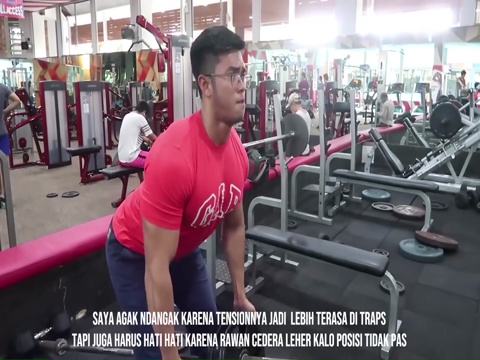 GAP
SAYA AGAK NDANGAK KARENA TENSIONNYA JADI LEBIH TERASA DI TRAPS
TAPI JUGA HARUS HATI HATI KARENA RAWAN CEDERA LEHER KALO POSISI TIDAK PAS